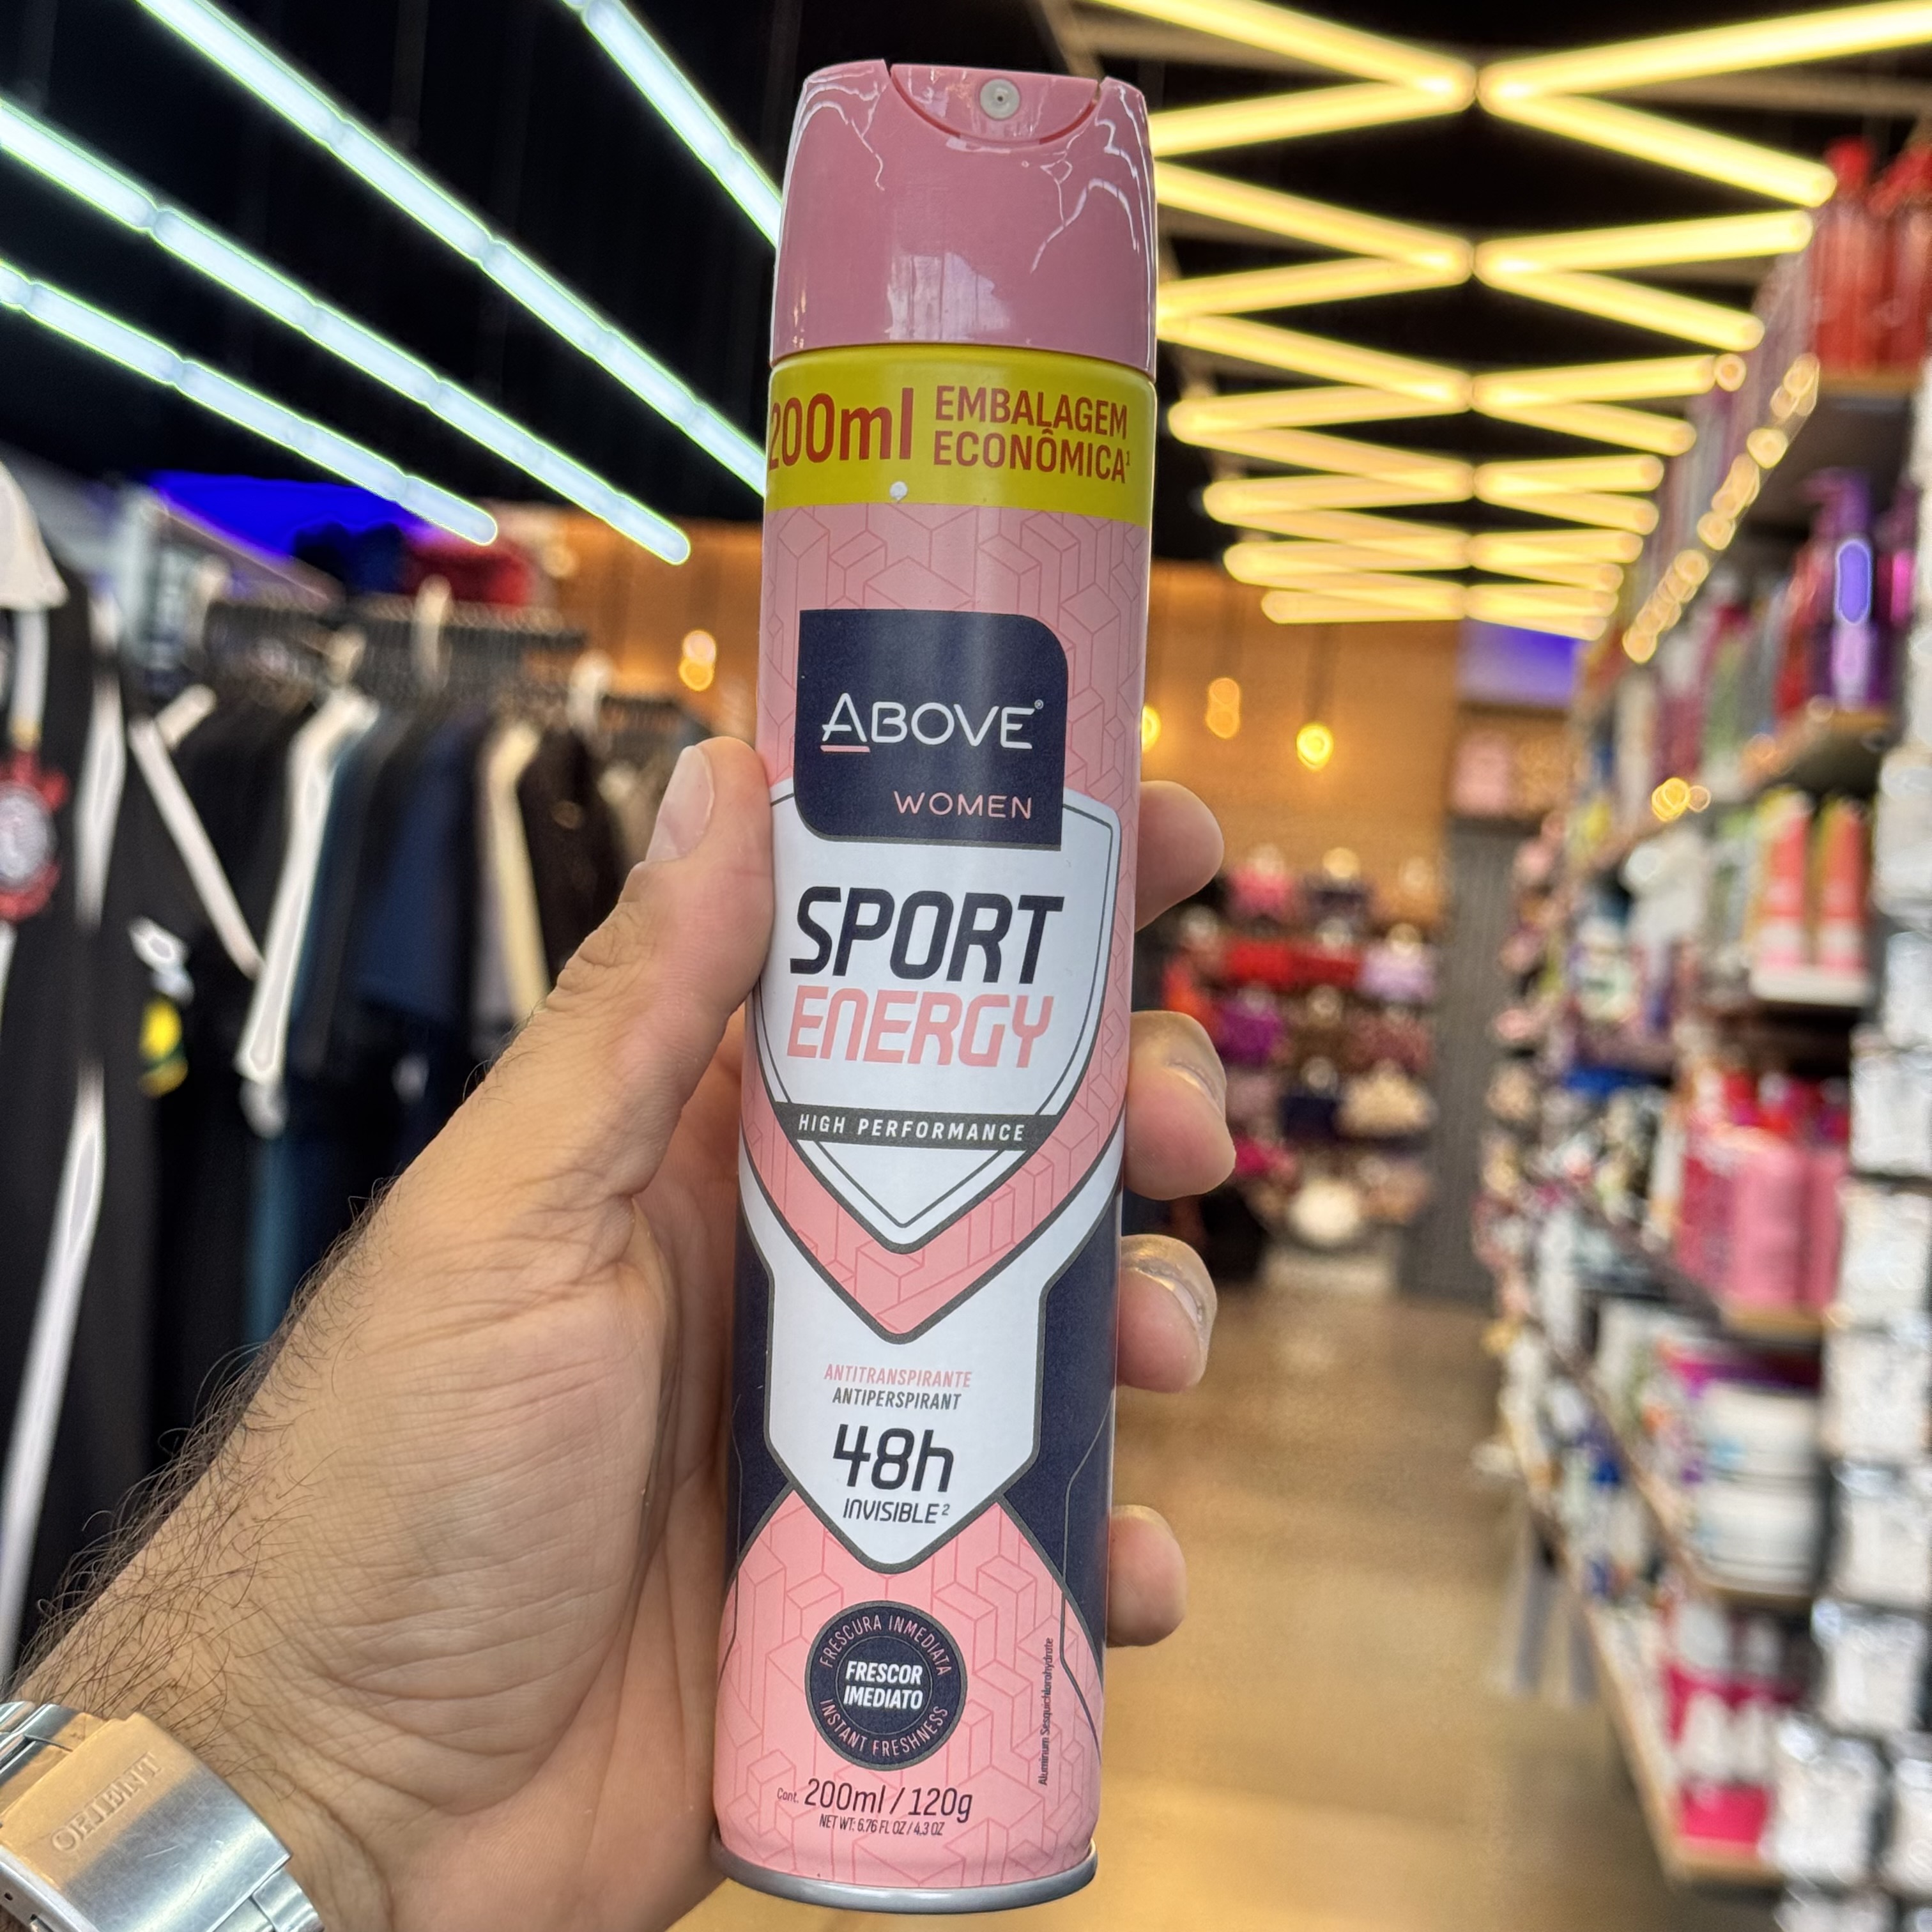 200ml EMBALAGEM
ECONÔMICA¹
ABOVE®
WOMEN
SPORT
ENERGY
HIGH PERFORMANCE
ANTITRANSPIRANTE
ANTIPERSPIRANT
48h
INVISIBLE²
FRESCURA INMEDIATA
FRESCOR
IMEDIATO
INSTANT FRESHNESS
Aluminum Sesquichlorohydrate
Cont. 200ml / 120g
NET WT: 6.76 FL OZ / 4.3 OZ
ORIENT